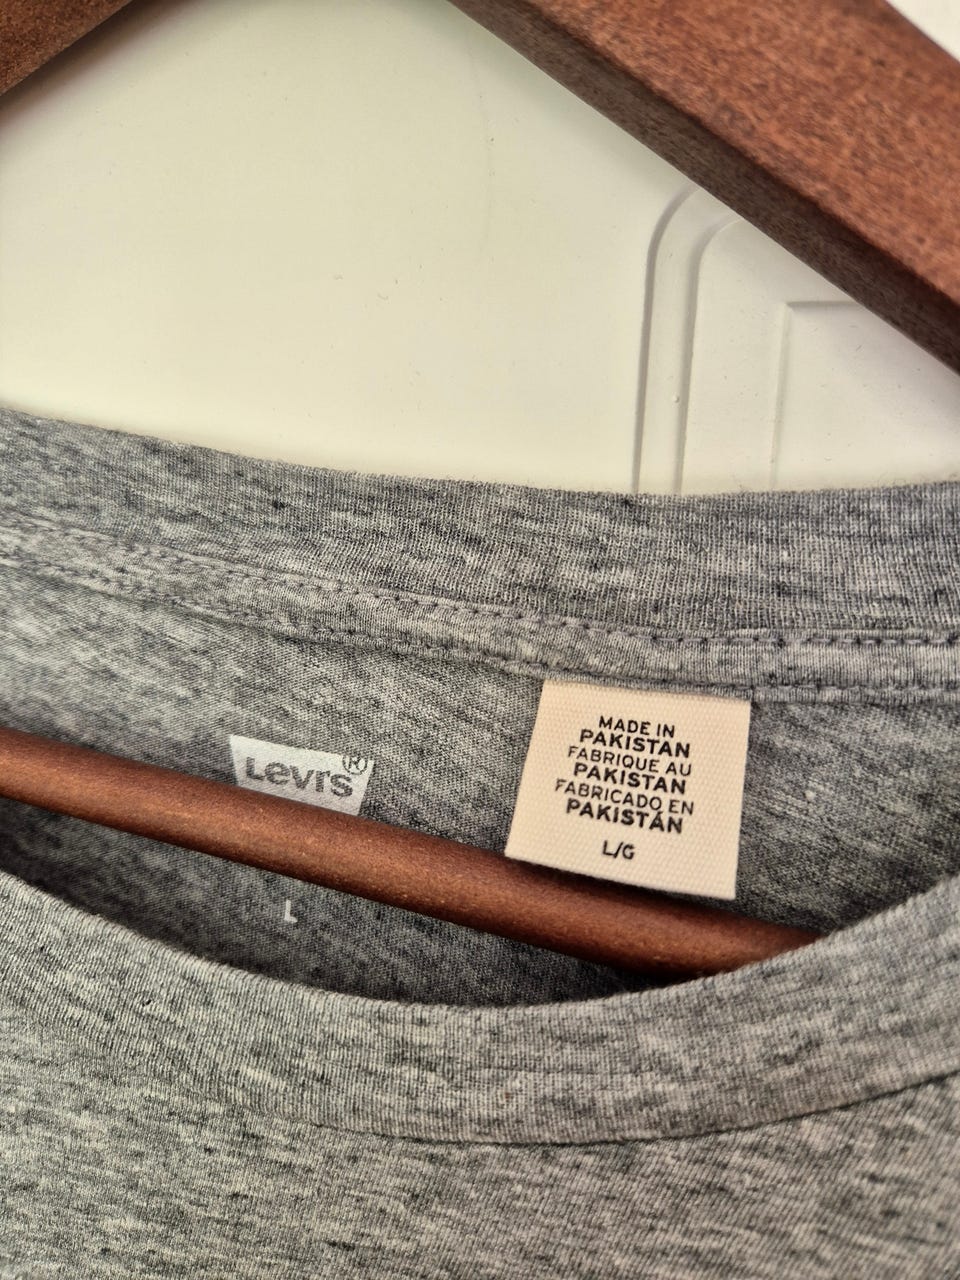 Levi's®
L
MADE IN
PAKISTAN
FABRIQUE AU
PAKISTAN
FABRICADO EN
PAKISTÁN
L/G